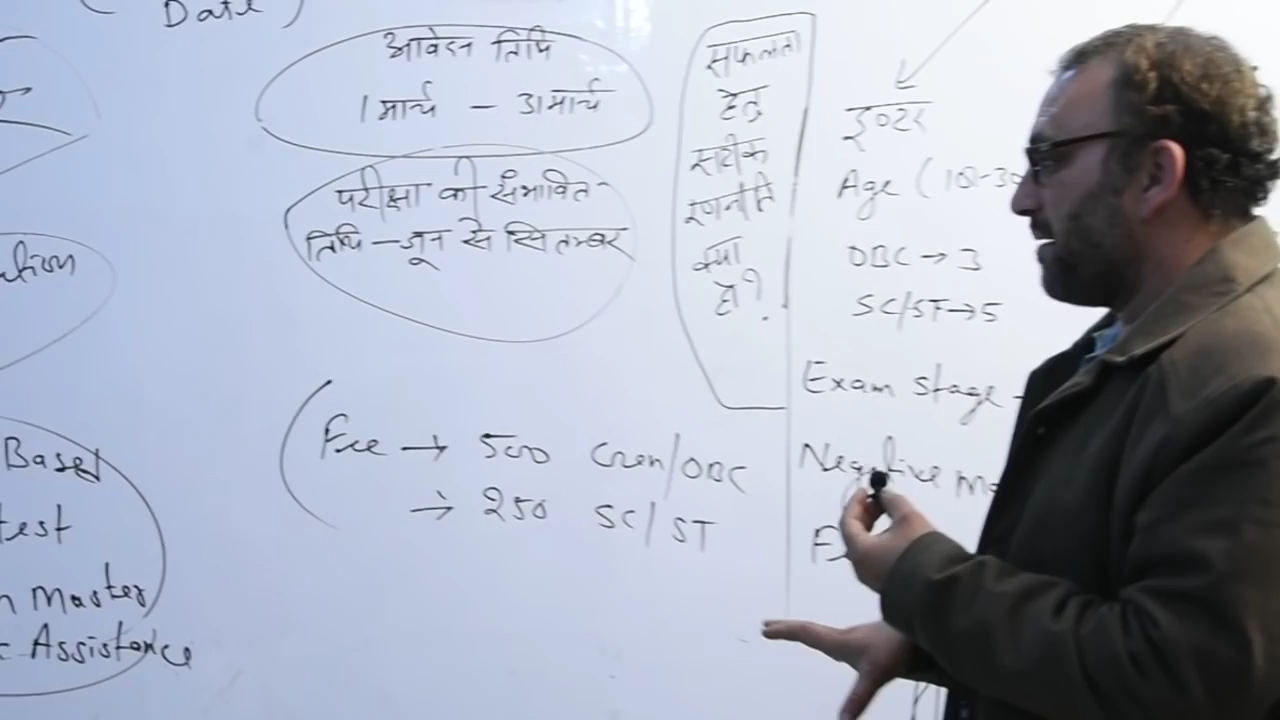 ( Date )
आवेदन तिथि
1 मार्च - 31 मार्च
परीक्षा की संभावित
तिथि - जून से सितम्बर
Fee → 500 Gen/OBC
→ 250 SC/ST
सफलता
हेतु
सटीक
रणनीति
क्या
हो?
इण्टर
Age (18-30
OBC → 3
SC/ST → 5
Exam stage -
Negative
Based
test
Master
Assistance